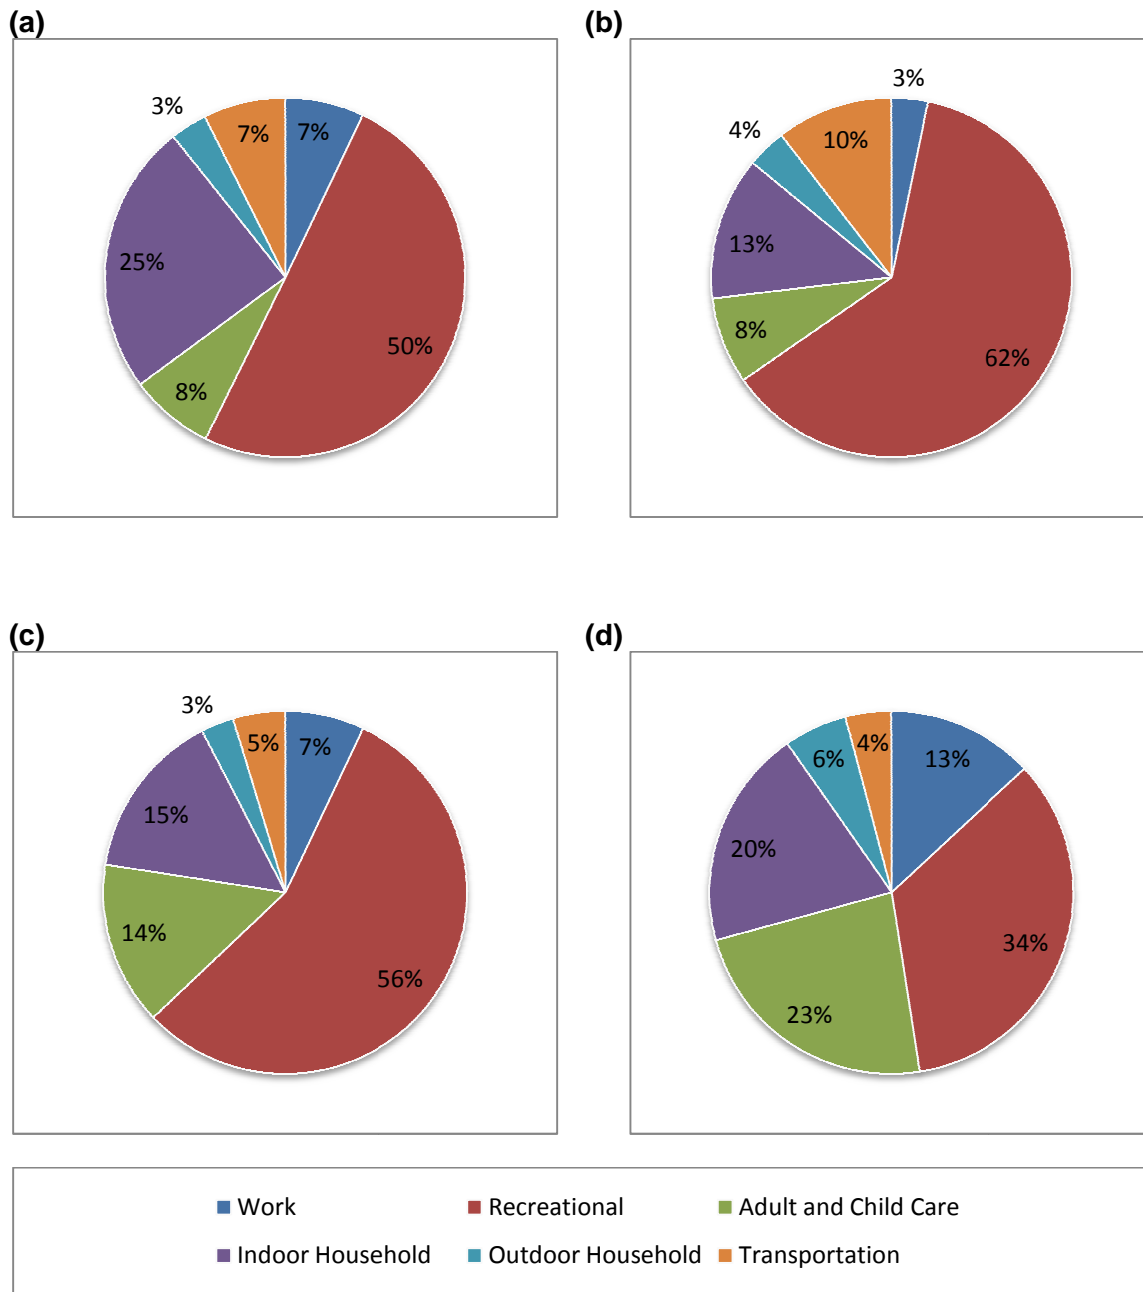 (a)
(b)
3%
7%
7%
25%
50%
8%
3%
4%
10%
13%
8%
62%
(c)
(d)
3%
5%
7%
15%
14%
56%
6%
4%
13%
20%
34%
23%
Work
Recreational
Adult and Child Care
Indoor Household
Outdoor Household
Transportation